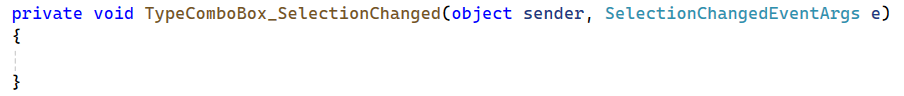 private void TypeComboBox_SelectionChanged(object sender, SelectionChangedEventArgs e)
{
}